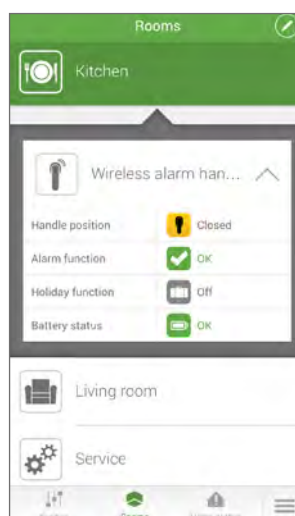 Rooms
Kitchen
Wireless alarm han...
Handle position Closed
Alarm function OK
Holiday function Off
Battery status OK
Living room
Service
Rooms